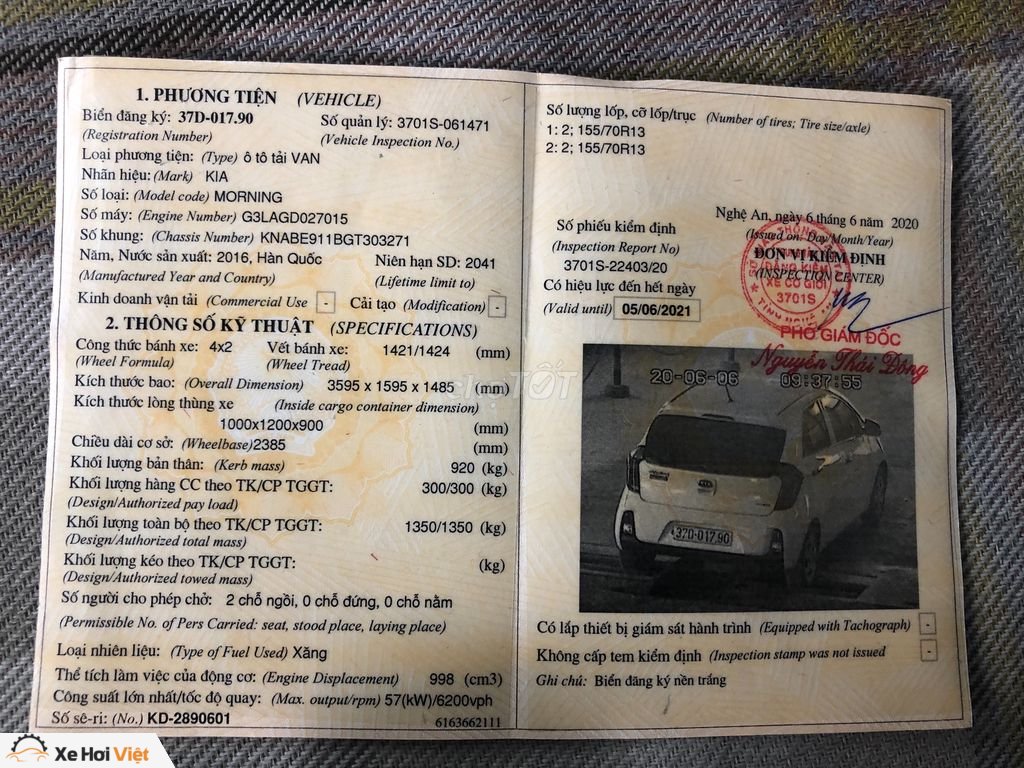 1. PHƯƠNG TIỆN (VEHICLE)
Biển đăng ký: 37D-017.90 Số quản lý: 3701S-061471
(Registration Number) (Vehicle Inspection No.)
Loại phương tiện: (Type) ô tô tải VAN
Nhãn hiệu: (Mark) KIA
Số loại: (Model code) MORNING
Số máy: (Engine Number) G3LAGD027015
Số khung: (Chassis Number) KNABE911BGT303271
Năm, Nước sản xuất: 2016, Hàn Quốc Niên hạn SD: 2041
(Manufactured Year and Country) (Lifetime limit to)
Kinh doanh vận tải (Commercial Use - Cải tạo (Modification) -
2. THÔNG SỐ KỸ THUẬT (SPECIFICATIONS)
Công thức bánh xe: 4x2 Vết bánh xe: 1421/1424 (mm)
(Wheel Formula) (Wheel Tread)
Kích thước bao: (Overall Dimension) 3595 x 1595 x 1485 (mm)
Kích thước lòng thùng xe (Inside cargo container dimension)
1000x1200x900 (mm)
Chiều dài cơ sở: (Wheelbase)2385 (mm)
Khối lượng bản thân: (Kerb mass) 920 (kg)
Khối lượng hàng CC theo TK/CP TGGT: 300/300 (kg)
(Design/Authorized pay load)
Khối lượng toàn bộ theo TK/CP TGGT: 1350/1350 (kg)
(Design/Authorized total mass)
Khối lượng kéo theo TK/CP TGGT: (kg)
(Design/Authorized towed mass)
Số người cho phép chở: 2 chỗ ngồi, 0 chỗ đứng, 0 chỗ nằm
(Permissible No. of Pers Carried: seat, stood place, laying place)
Loại nhiên liệu: (Type of Fuel Used) Xăng
Thể tích làm việc của động cơ: (Engine Displacement) 998 (cm3)
Công suất lớn nhất/tốc độ quay: (Max. output/rpm) 57(kW)/6200vph
Số sê-ri: (No.) KD-2890601 6163662111
Số lượng lốp, cỡ lốp/trục (Number of tires; Tire size/axle)
1: 2; 155/70R13
2: 2; 155/70R13
Nghệ An, ngày 6 tháng 6 năm 2020
(Issued on: Day/Month/Year)
Số phiếu kiểm định ĐƠN VỊ KIỂM ĐỊNH
(Inspection Report No) (INSPECTION CENTER)
3701S-22403/20
Có hiệu lực đến hết ngày
(Valid until) 05/06/2021
ĐĂNG KIỂM
XE CƠ GIỚI
3701S
PHÓ GIÁM ĐỐC
Nguyễn Thái Đông
20-06-06 09:37:55
KIA
37D-017.90
Có lắp thiết bị giám sát hành trình (Equipped with Tachograph) -
Không cấp tem kiểm định (Inspection stamp was not issued -
Ghi chú: Biển đăng ký nền trắng
chợ TỐT
Xe Hơi Việt